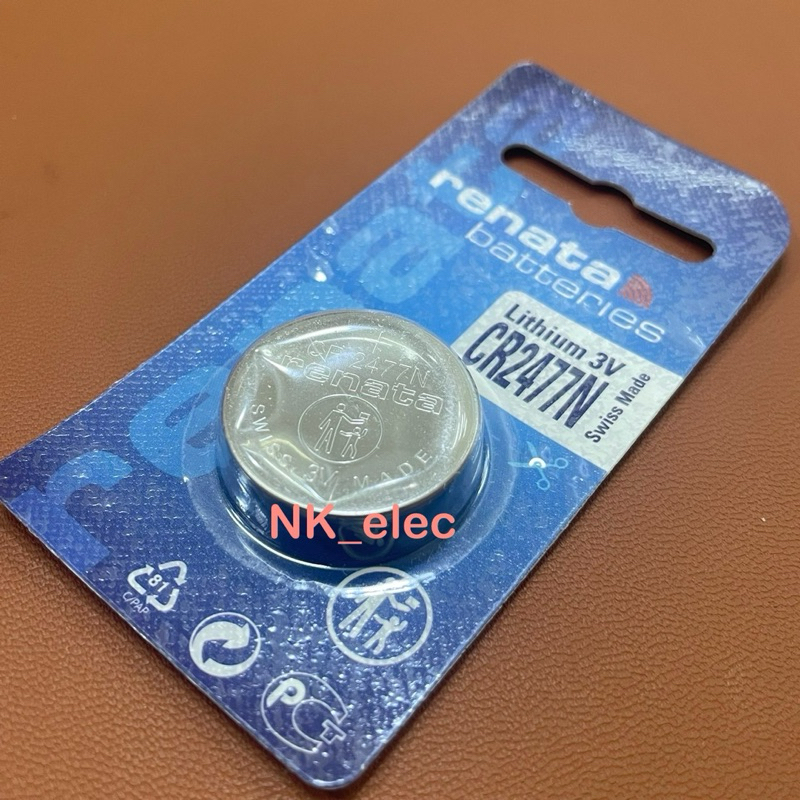 renata
batteries
Lithium 3V
CR2477N
Swiss Made
CR2477N
renata
SWISS 3V MADE
NK_elec
81
C/PAP